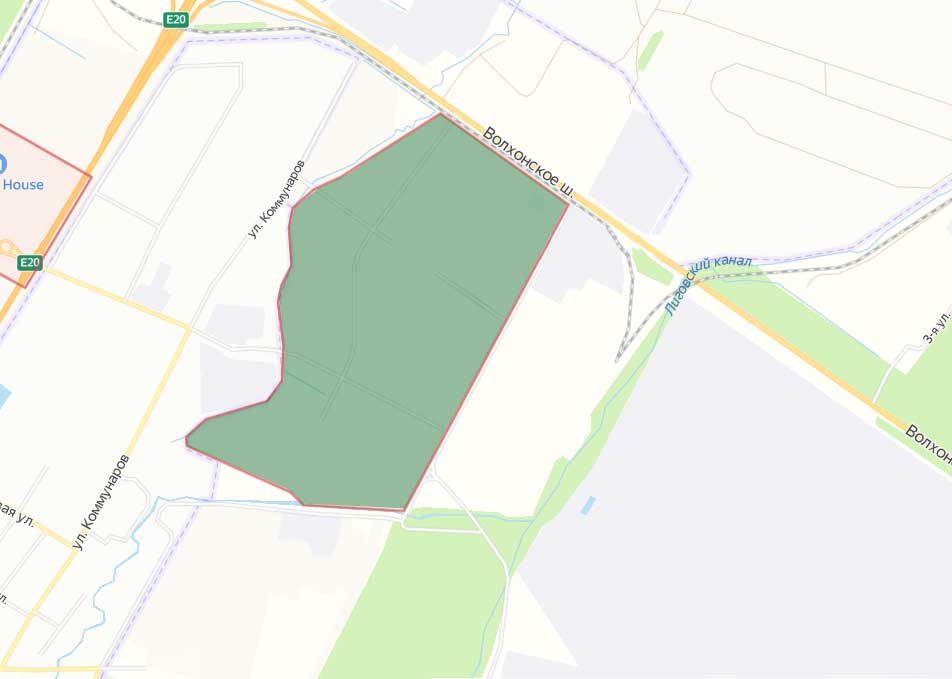 E20
Волхонское ш.
ул. Коммунаров
House
E20
Лиговский канал
3-я ул.
Волхон
ул. Коммунаров
ая ул.
л.